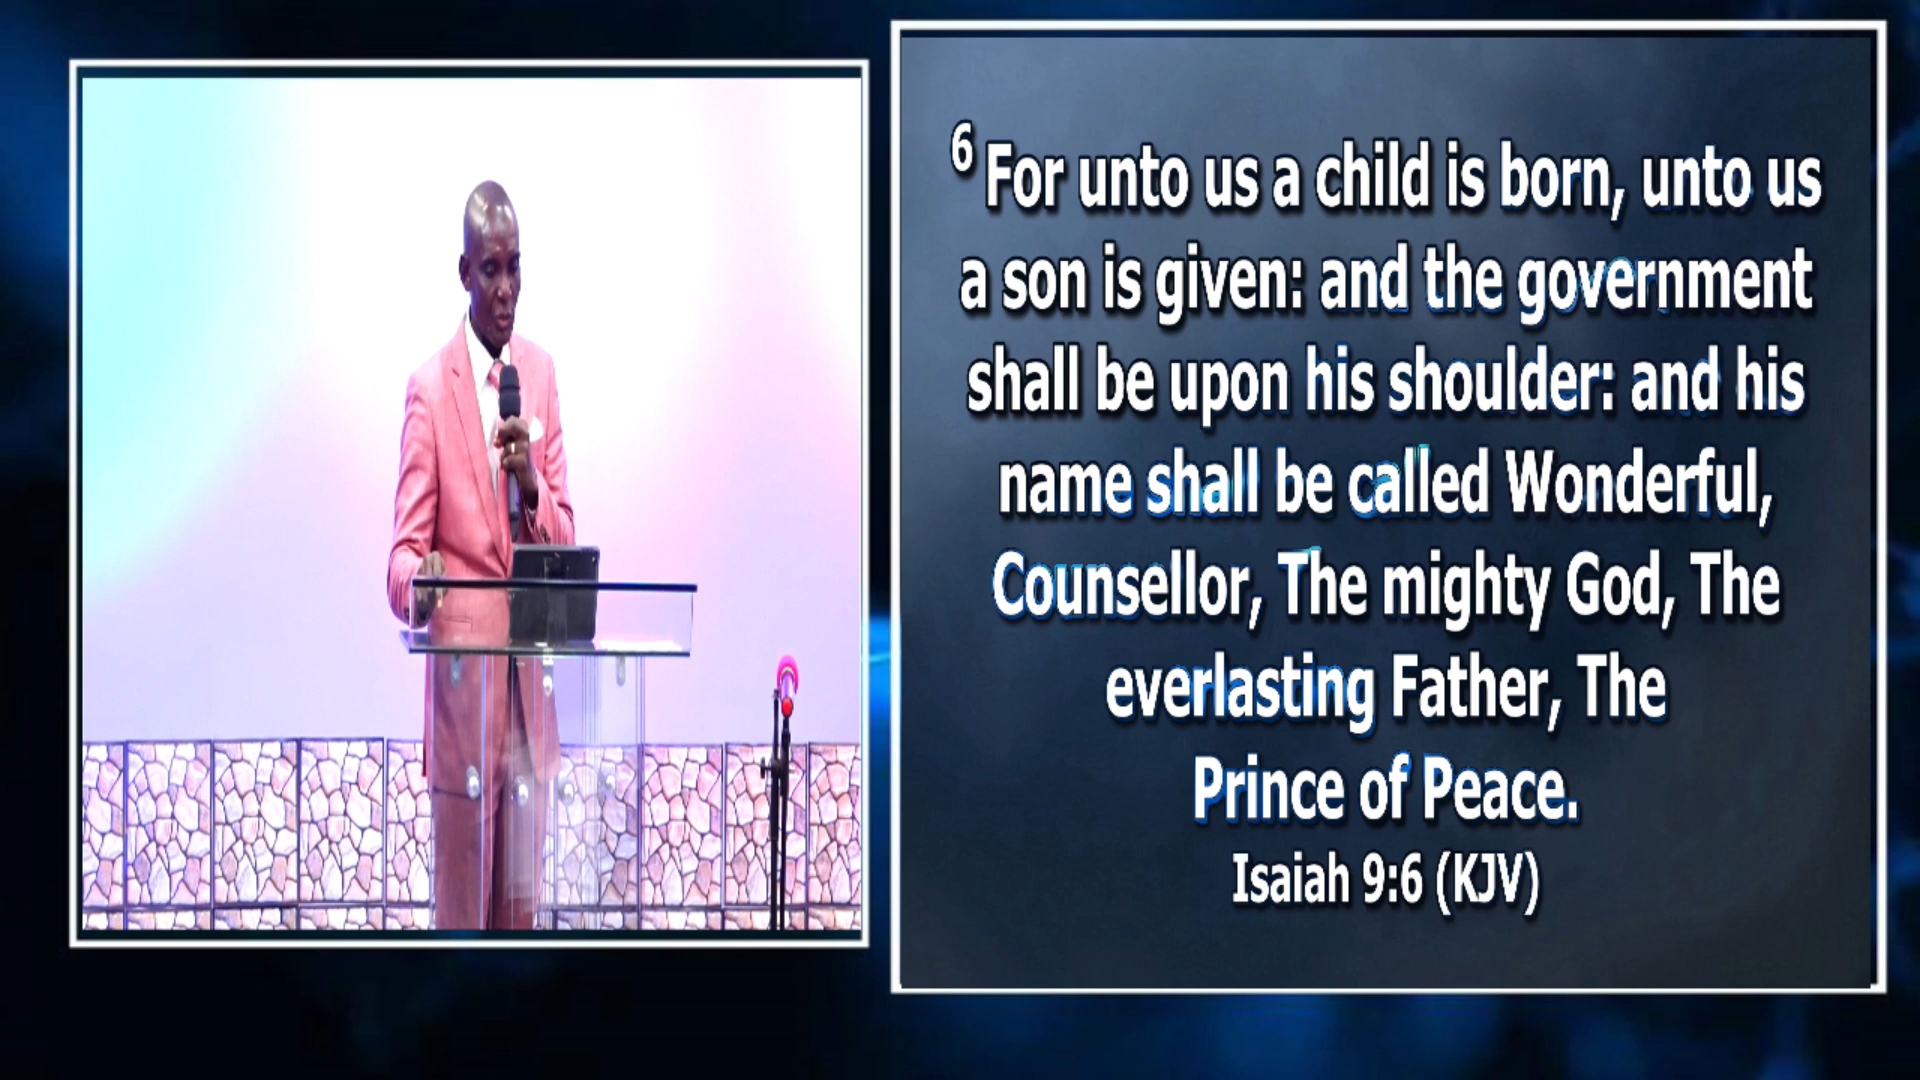 6 For unto us a child is born, unto us
a son is given: and the government
shall be upon his shoulder: and his
name shall be called Wonderful,
Counsellor, The mighty God, The
everlasting Father, The
Prince of Peace.
Isaiah 9:6 (KJV)